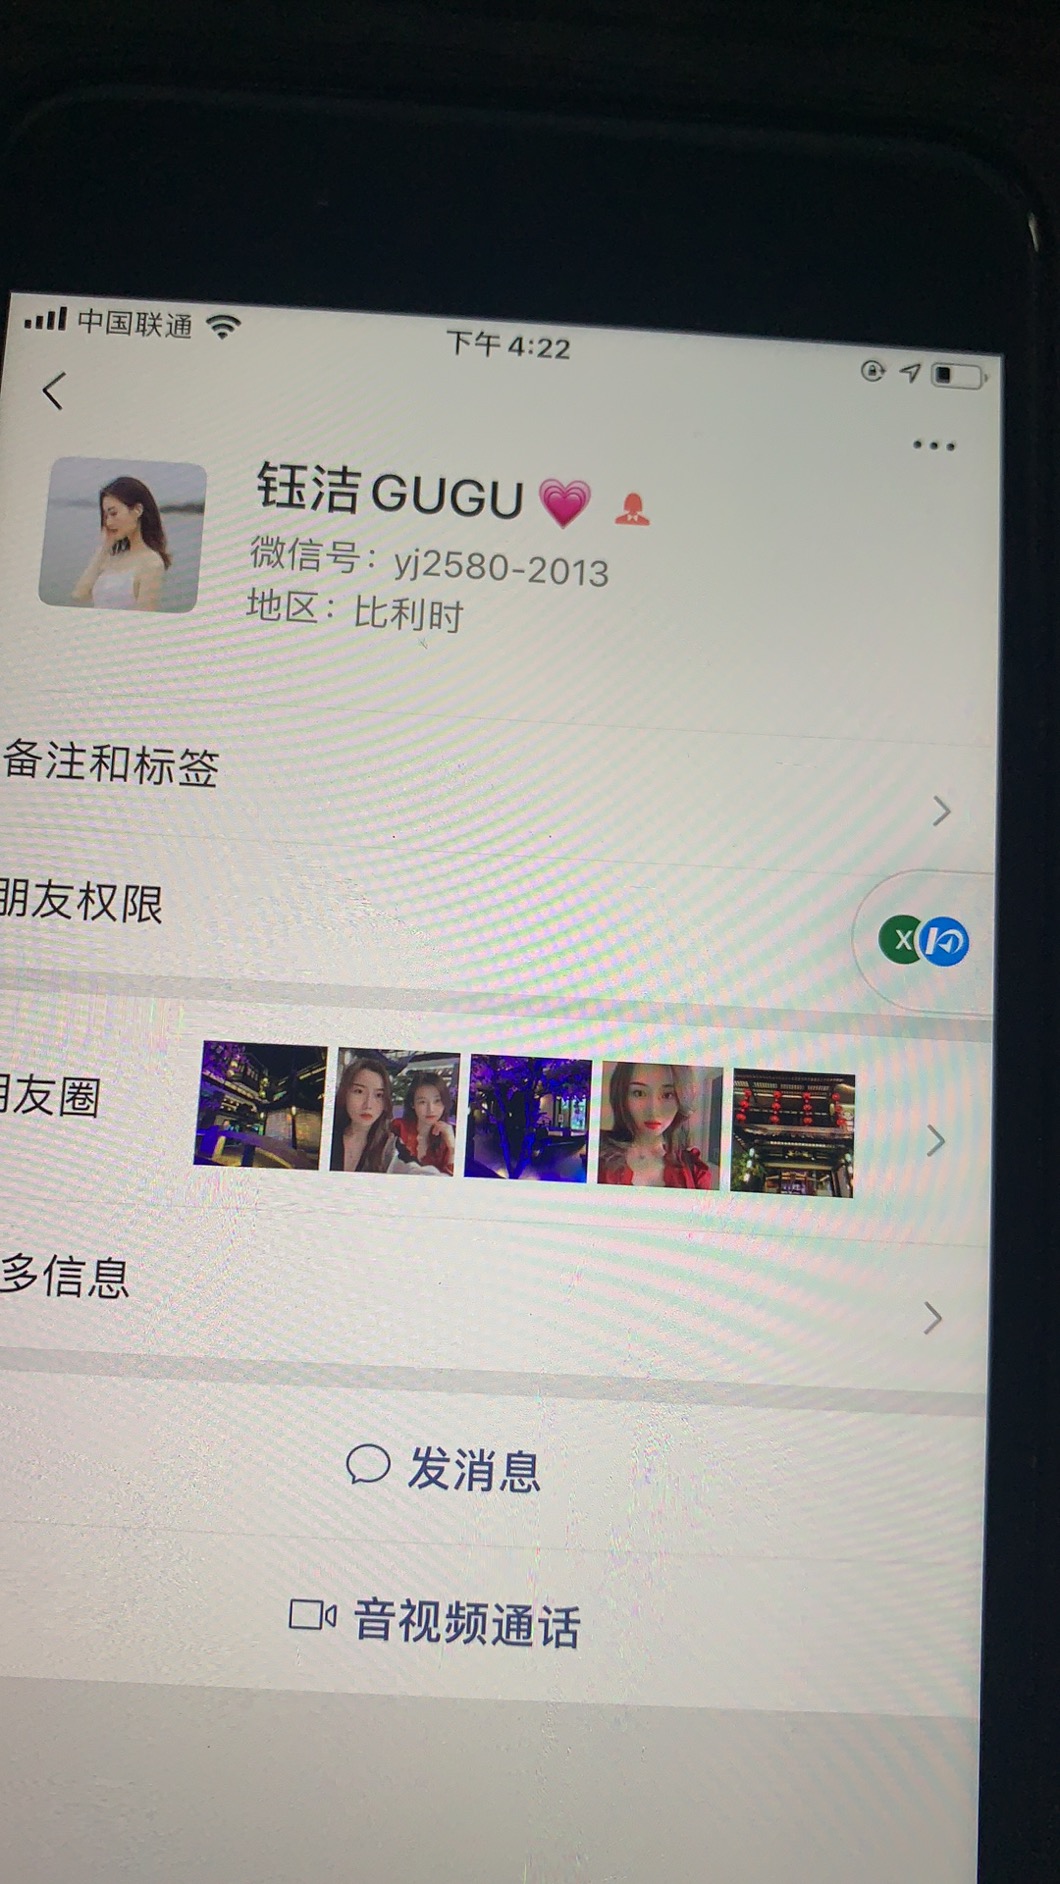 中国联通
下午 4:22
钰洁GUGU
微信号：yj2580-2013
地区：比利时
备注和标签
朋友权限
X
友圈
多信息
发消息
音视频通话